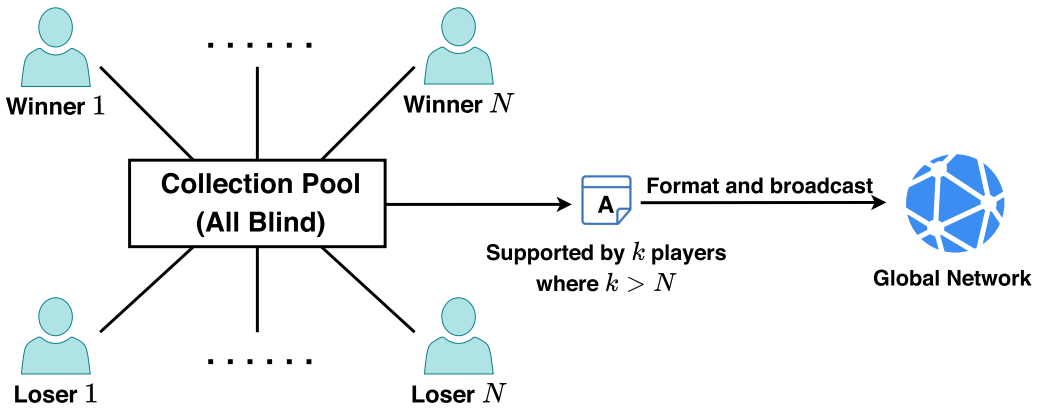 Winner 1
......
Winner N
Collection Pool
(All Blind)
A
Format and broadcast
Supported by k players
where k > N
Global Network
Loser 1
......
Loser N